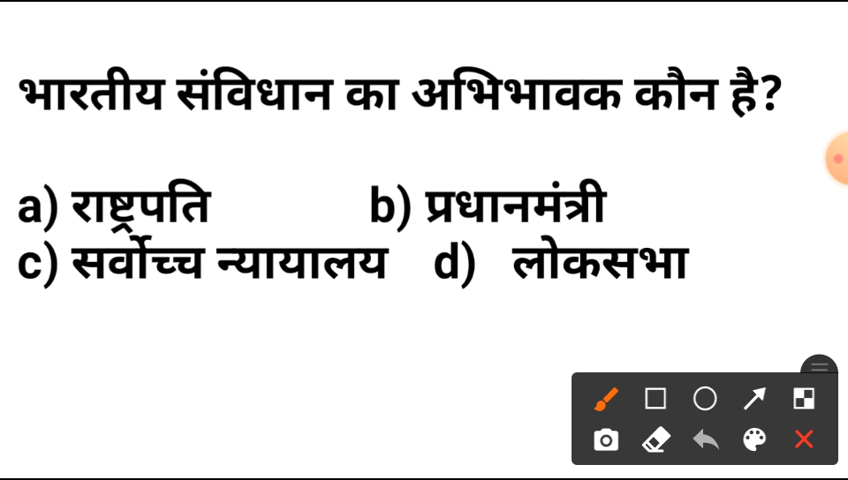 भारतीय संविधान का अभिभावक कौन है?
a) राष्ट्रपति b) प्रधानमंत्री
c) सर्वोच्च न्यायालय d) लोकसभा